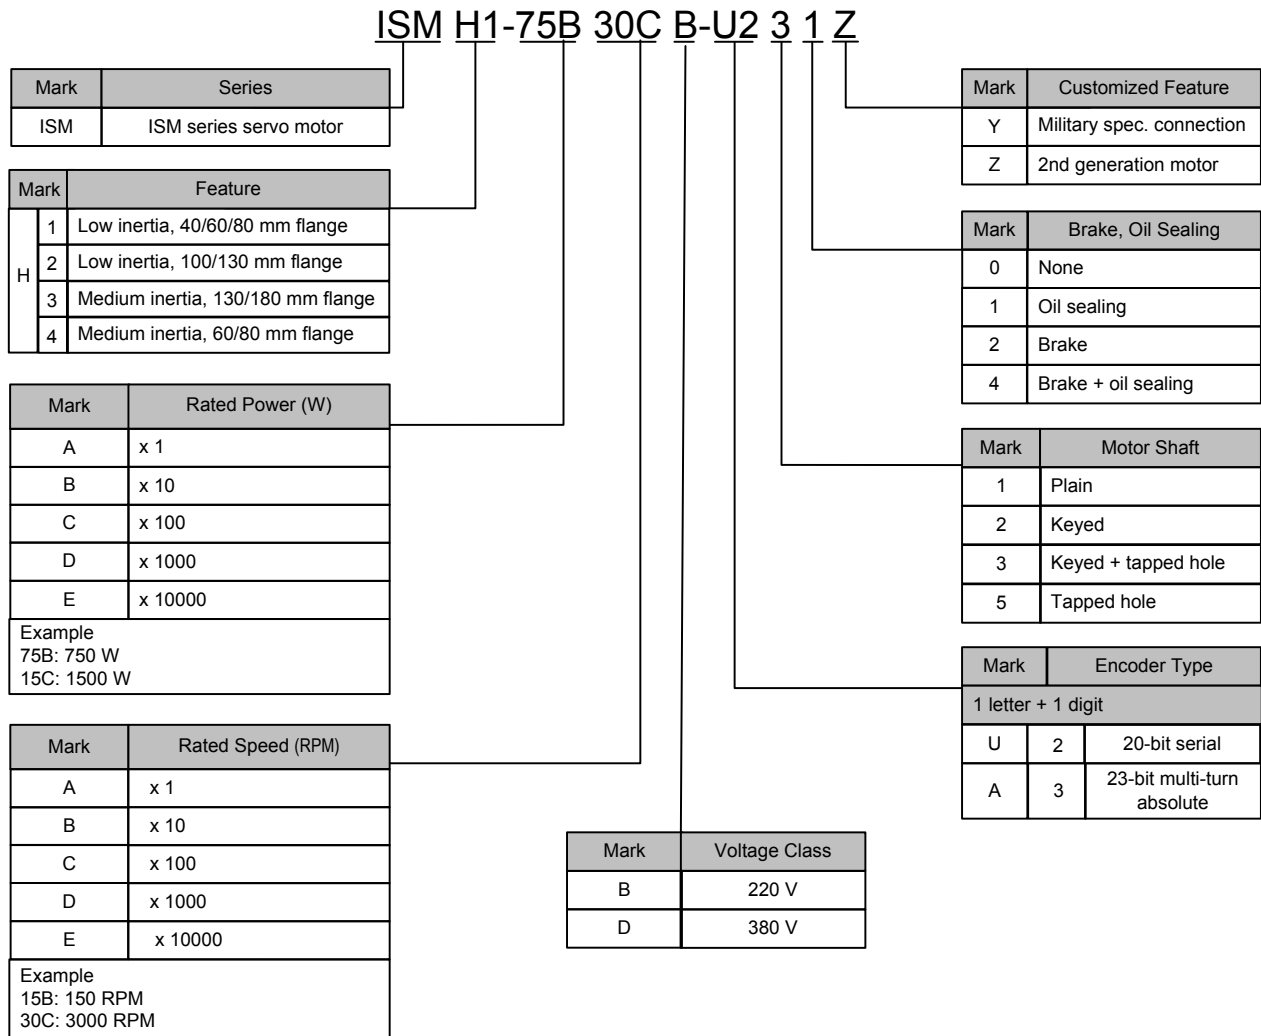 ISM H1-75B 30C B-U2 3 1 Z
Mark Series
ISM ISM series servo motor
Mark Feature
H
1 Low inertia, 40/60/80 mm flange
2 Low inertia, 100/130 mm flange
3 Medium inertia, 130/180 mm flange
4 Medium inertia, 60/80 mm flange
Mark Rated Power (W)
A x 1
B x 10
C x 100
D x 1000
E x 10000
Example
75B: 750 W
15C: 1500 W
Mark Rated Speed (RPM)
A x 1
B x 10
C x 100
D x 1000
E x 10000
Example
15B: 150 RPM
30C: 3000 RPM
Mark Voltage Class
B 220 V
D 380 V
Mark Customized Feature
Y Military spec. connection
Z 2nd generation motor
Mark Brake, Oil Sealing
0 None
1 Oil sealing
2 Brake
4 Brake + oil sealing
Mark Motor Shaft
1 Plain
2 Keyed
3 Keyed + tapped hole
5 Tapped hole
Mark Encoder Type
1 letter + 1 digit
U 2 20-bit serial
A 3 23-bit multi-turn
absolute